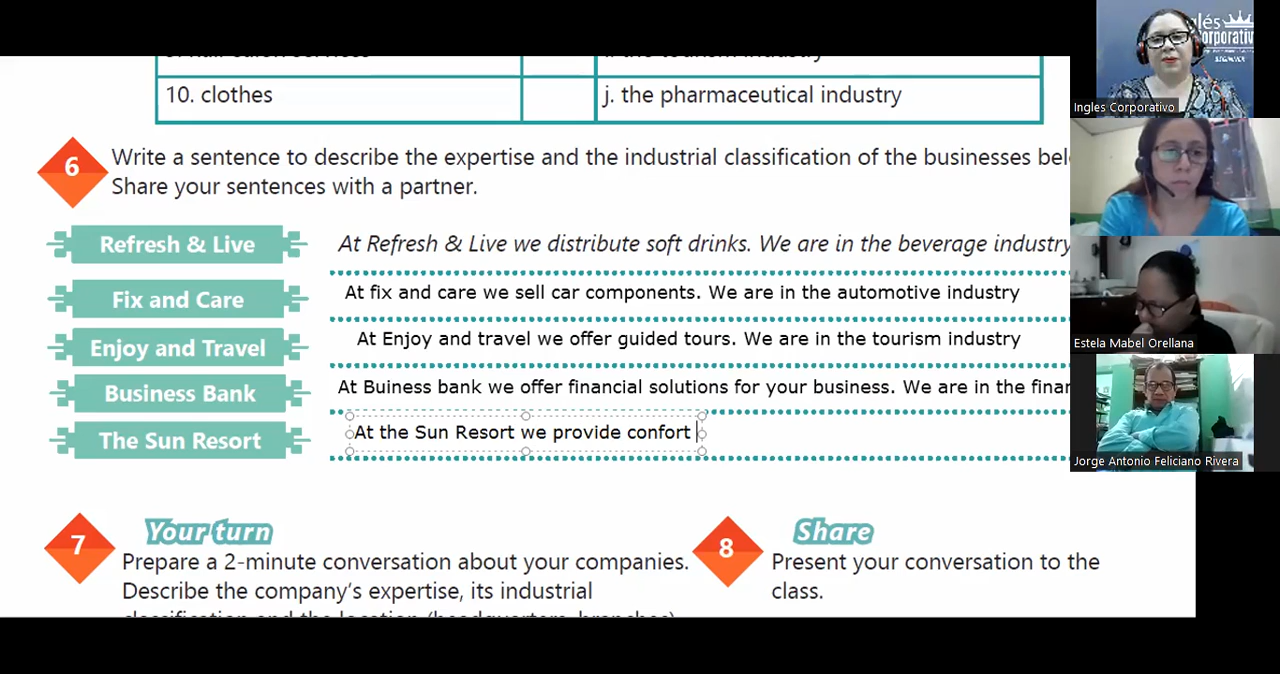 10. clothes
j. the pharmaceutical industry
6
Write a sentence to describe the expertise and the industrial classification of the businesses
Share your sentences with a partner.
Refresh & Live
At Refresh & Live we distribute soft drinks. We are in the beverage industry
Fix and Care
At fix and care we sell car components. We are in the automotive industry
Enjoy and Travel
At Enjoy and travel we offer guided tours. We are in the tourism industry
Business Bank
At Buiness bank we offer financial solutions for your business. We are in the
The Sun Resort
At the Sun Resort we provide confort
7
Your turn
Prepare a 2-minute conversation about your companies.
Describe the company's expertise, its industrial
8
Share
Present your conversation to the
class.
Ingles Corporativo
Estela Mabel Orellana
Jorge Antonio Feliciano Rivera